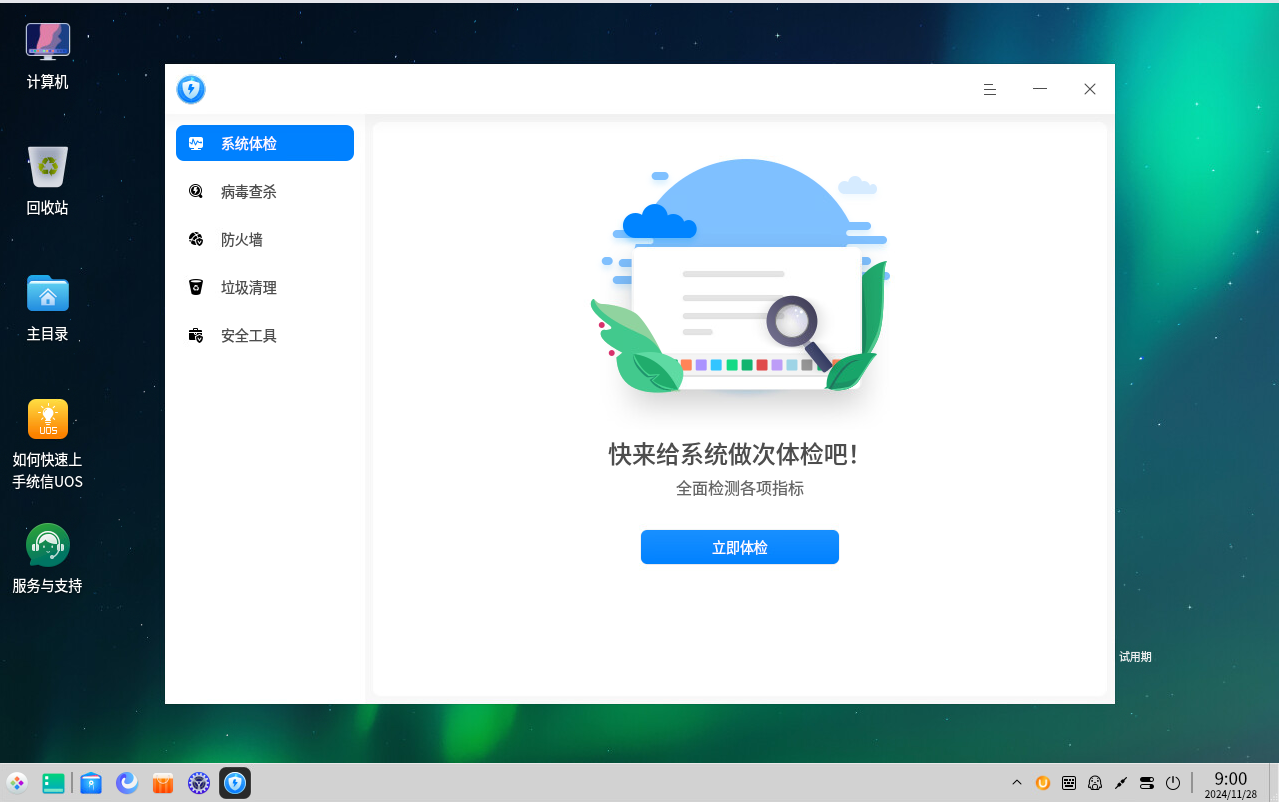 计算机
回收站
主目录
UOS
如何快速上
手统信UOS
服务与支持
系统体检
病毒查杀
防火墙
垃圾清理
安全工具
快来给系统做次体检吧！
全面检测各项指标
立即体检
试用期
9:00
2024/11/28